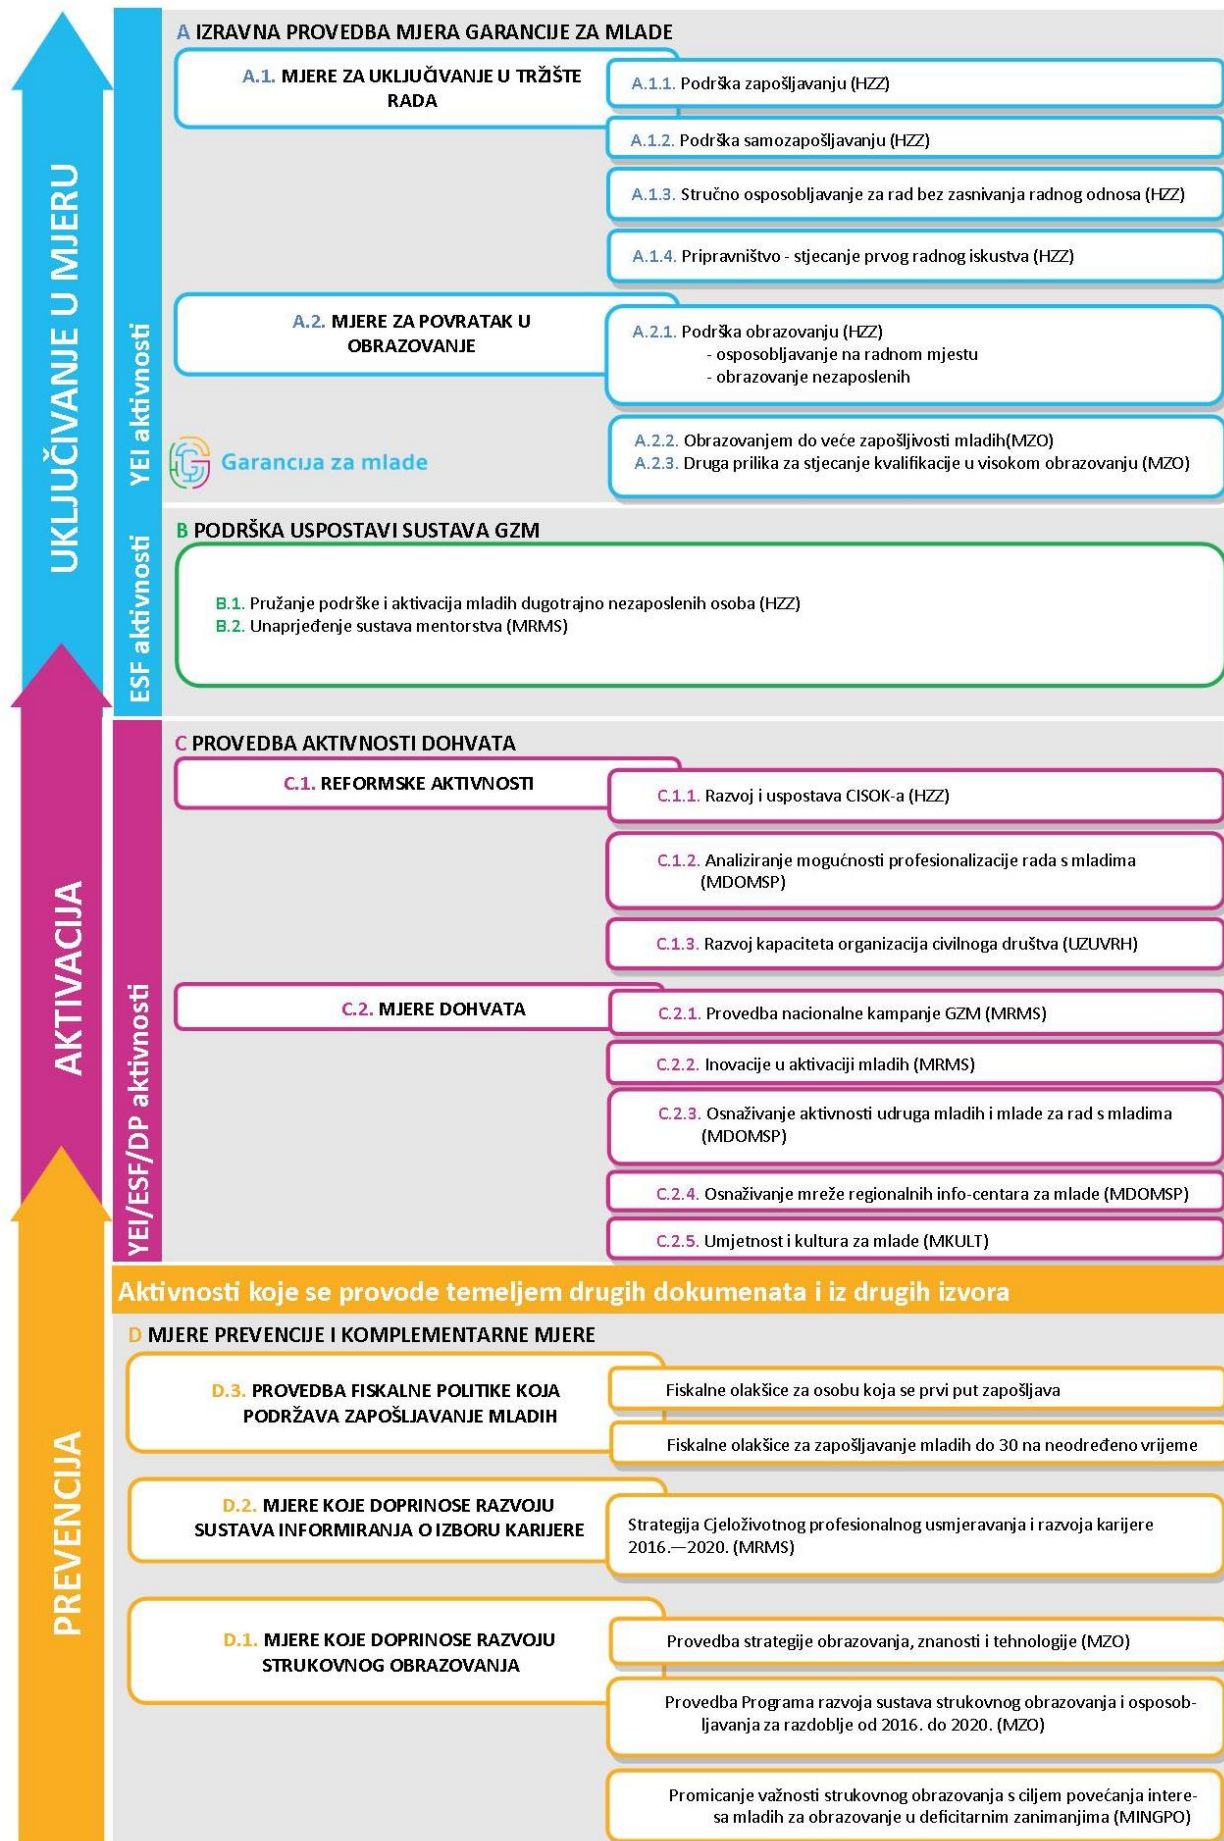 UKLJUČIVANJE U MJERU
AKTIVACIJA
PREVENCIJA
YEI aktivnosti
ESF aktivnosti
YEI/ESF/DP aktivnosti
A IZRAVNA PROVEDBA MJERA GARANCIJE ZA MLADE
A.1. MJERE ZA UKLJUČIVANJE U TRŽIŠTE
RADA
A.1.1. Podrška zapošljavanju (HZZ)
A.1.2. Podrška samozapošljavanju (HZZ)
A.1.3. Stručno osposobljavanje za rad bez zasnivanja radnog odnosa (HZZ)
A.1.4. Pripravništvo - stjecanje prvog radnog iskustva (HZZ)
A.2. MJERE ZA POVRATAK U
OBRAZOVANJE
A.2.1. Podrška obrazovanju (HZZ)
- osposobljavanje na radnom mjestu
- obrazovanje nezaposlenih
A.2.2. Obrazovanjem do veće zapošljivosti mladih(MZO)
A.2.3. Druga prilika za stjecanje kvalifikacije u visokom obrazovanju (MZO)
Garancija za mlade
B PODRŠKA USPOSTAVI SUSTAVA GZM
B.1. Pružanje podrške i aktivacija mladih dugotrajno nezaposlenih osoba (HZZ)
B.2. Unaprjeđenje sustava mentorstva (MRMS)
C PROVEDBA AKTIVNOSTI DOHVATA
C.1. REFORMSKE AKTIVNOSTI
C.1.1. Razvoj i uspostava CISOK-a (HZZ)
C.1.2. Analiziranje mogućnosti profesionalizacije rada s mladima
(MDOMSP)
C.1.3. Razvoj kapaciteta organizacija civilnoga društva (UZUVRH)
C.2. MJERE DOHVATA
C.2.1. Provedba nacionalne kampanje GZM (MRMS)
C.2.2. Inovacije u aktivaciji mladih (MRMS)
C.2.3. Osnaživanje aktivnosti udruga mladih i mlade za rad s mladima
(MDOMSP)
C.2.4. Osnaživanje mreže regionalnih info-centara za mlade (MDOMSP)
C.2.5. Umjetnost i kultura za mlade (MKULT)
Aktivnosti koje se provode temeljem drugih dokumenata i iz drugih izvora
D MJERE PREVENCIJE I KOMPLEMENTARNE MJERE
D.3. PROVEDBA FISKALNE POLITIKE KOJA
PODRŽAVA ZAPOŠLJAVANJE MLADIH
Fiskalne olakšice za osobu koja se prvi put zapošljava
Fiskalne olakšice za zapošljavanje mladih do 30 na neodređeno vrijeme
D.2. MJERE KOJE DOPRINOSE RAZVOJU
SUSTAVA INFORMIRANJA O IZBORU KARIJERE
Strategija Cjeloživotnog profesionalnog usmjeravanja i razvoja karijere
2016.—2020. (MRMS)
D.1. MJERE KOJE DOPRINOSE RAZVOJU
STRUKOVNOG OBRAZOVANJA
Provedba strategije obrazovanja, znanosti i tehnologije (MZO)
Provedba Programa razvoja sustava strukovnog obrazovanja i osposob-
ljavanja za razdoblje od 2016. do 2020. (MZO)
Promicanje važnosti strukovnog obrazovanja s ciljem povećanja intere-
sa mladih za obrazovanje u deficitarnim zanimanjima (MINGPO)